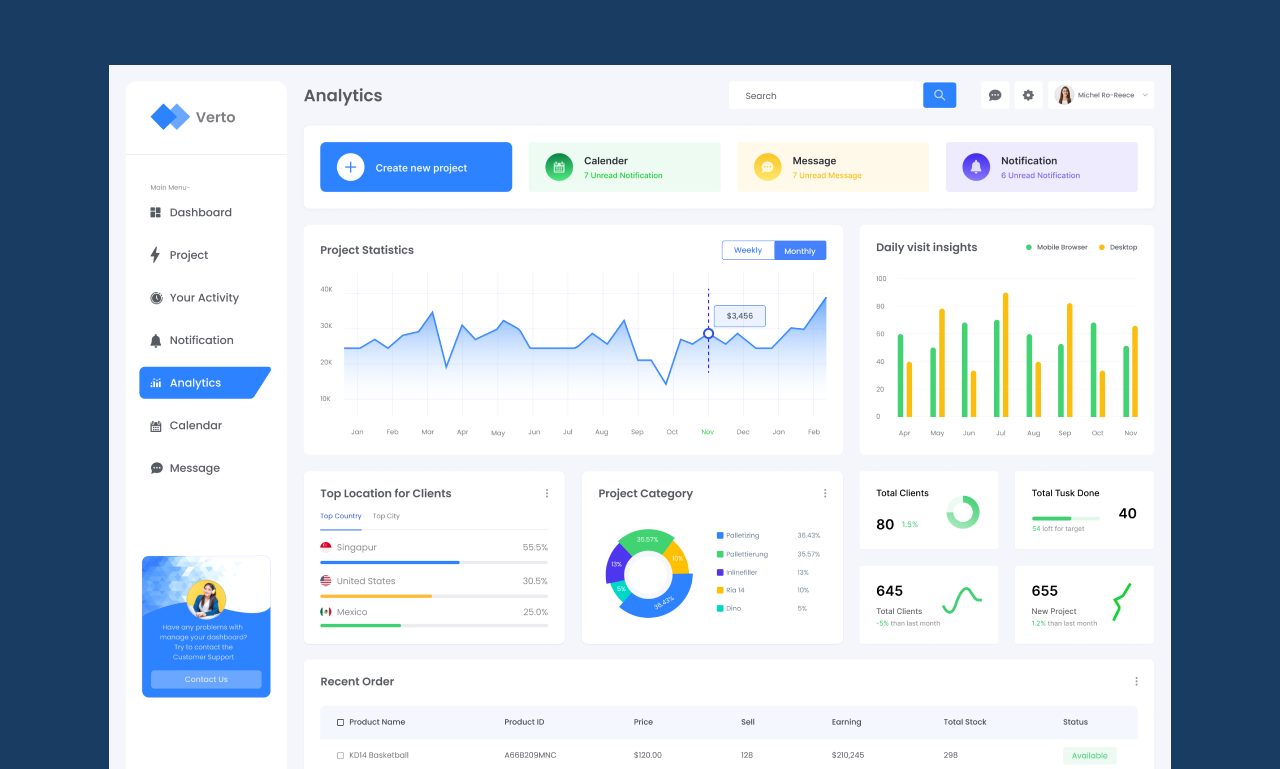 Verto
Main Menu-
Dashboard
Project
Your Activity
Notification
Analytics
Calendar
Message
Have any problems with
manage your dashboard?
Try to contact the
Customer Support
Contact Us
Analytics
Search
Michel Ro-Reece
Create new project
Calender
7 Unread Notification
Message
7 Unread Message
Notification
6 Unread Notification
Project Statistics
Weekly
Monthly
40K
30K
20K
10K
$3,456
Jan Feb Mar Apr May Jun Jul Aug Sep Oct Nov Dec Jan Feb
Daily visit insights
Mobile Browser
Desktop
100
80
60
40
20
0
Apr May Jun Jul Aug Sep Oct Nov
Top Location for Clients
Top Country Top City
Singapur 55.5%
United States 30.5%
Mexico 25.0%
Project Category
35,57%
10%
36,43%
5%
13%
Palletizing 36,43%
Pallettierung 35,57%
Inlinefiller 13%
Ria 14 10%
Dino 5%
Total Clients
80 1.5%
Total Tusk Done
54 loft for target
40
645
Total Clients
-5% than last month
655
New Project
1.2% than last month
Recent Order
Product Name Product ID Price Sell Earning Total Stock Status
KD14 Basketball A66B209MNC $120.00 128 $210,245 298 Available